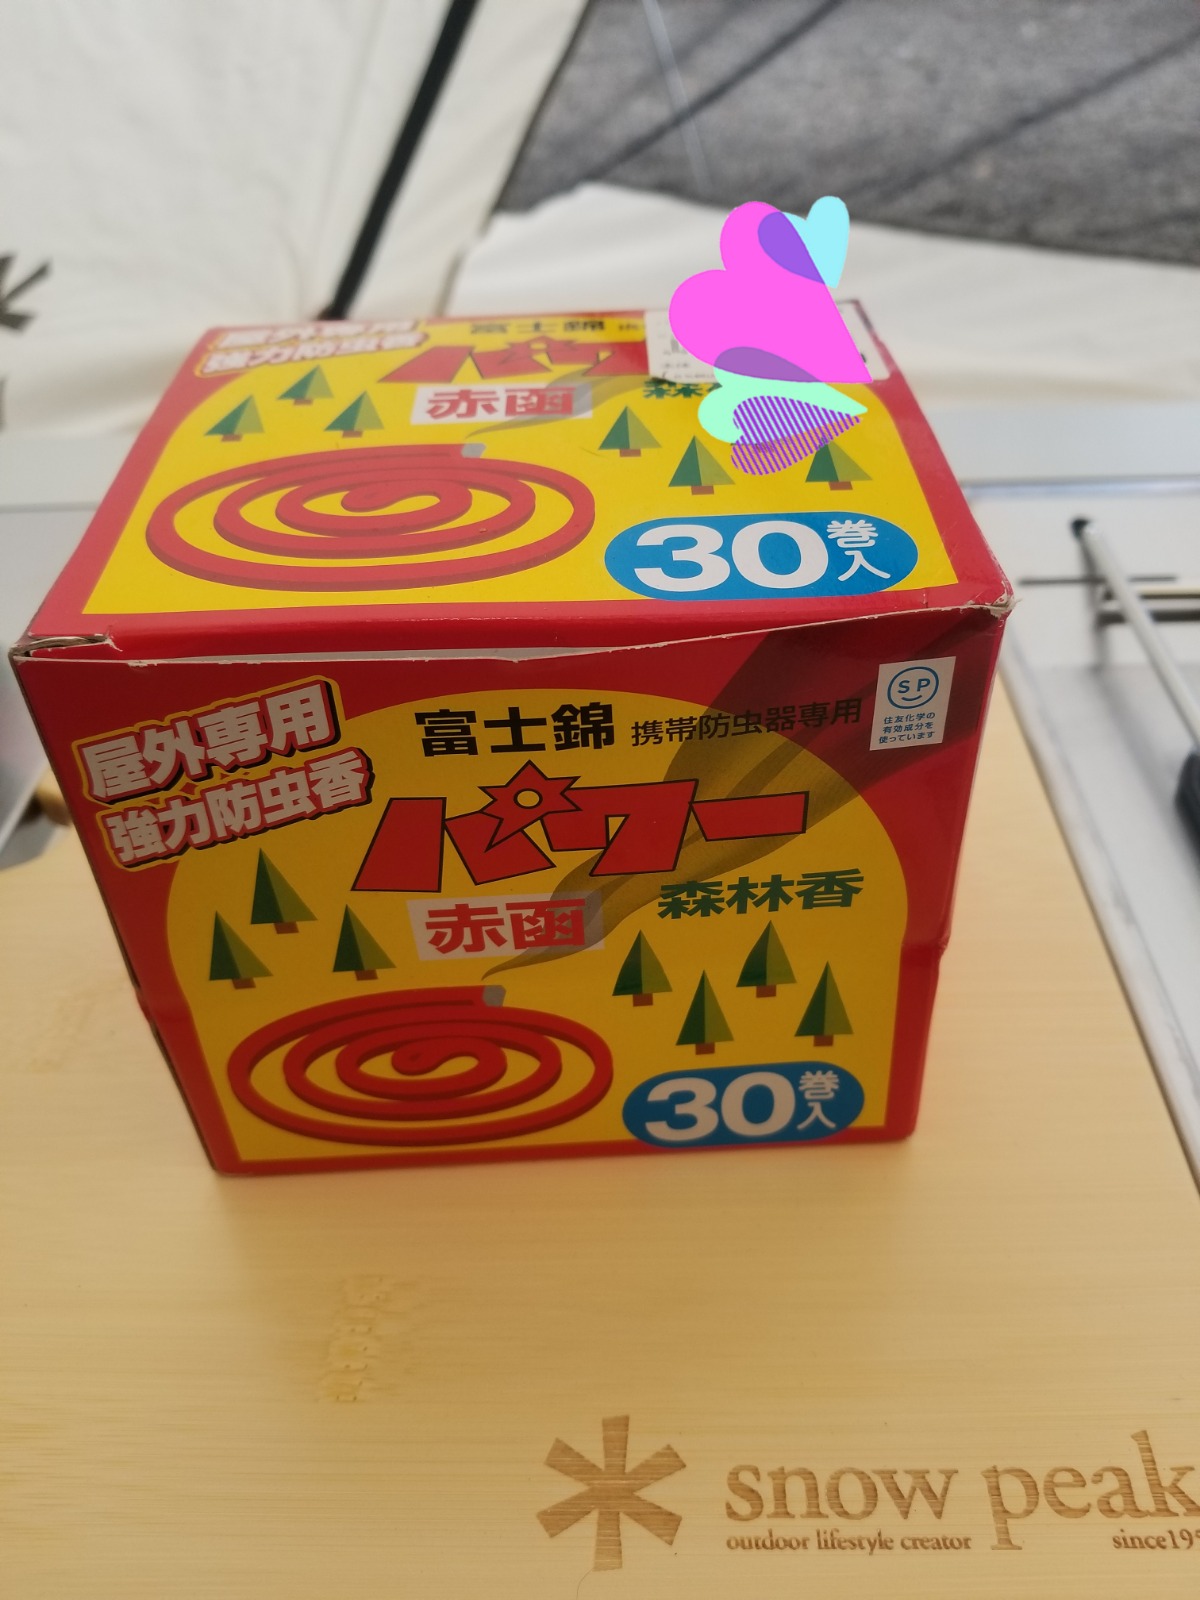 屋外専用
強力防虫香
富士錦
パワ
赤函
森
30巻入
屋外専用
強力防虫香
富士錦 携帯防虫器専用
パワー
赤函
森林香
30巻入
SP
住友化学の
有効成分を
使っています
snow peak
outdoor lifestyle creator
since19